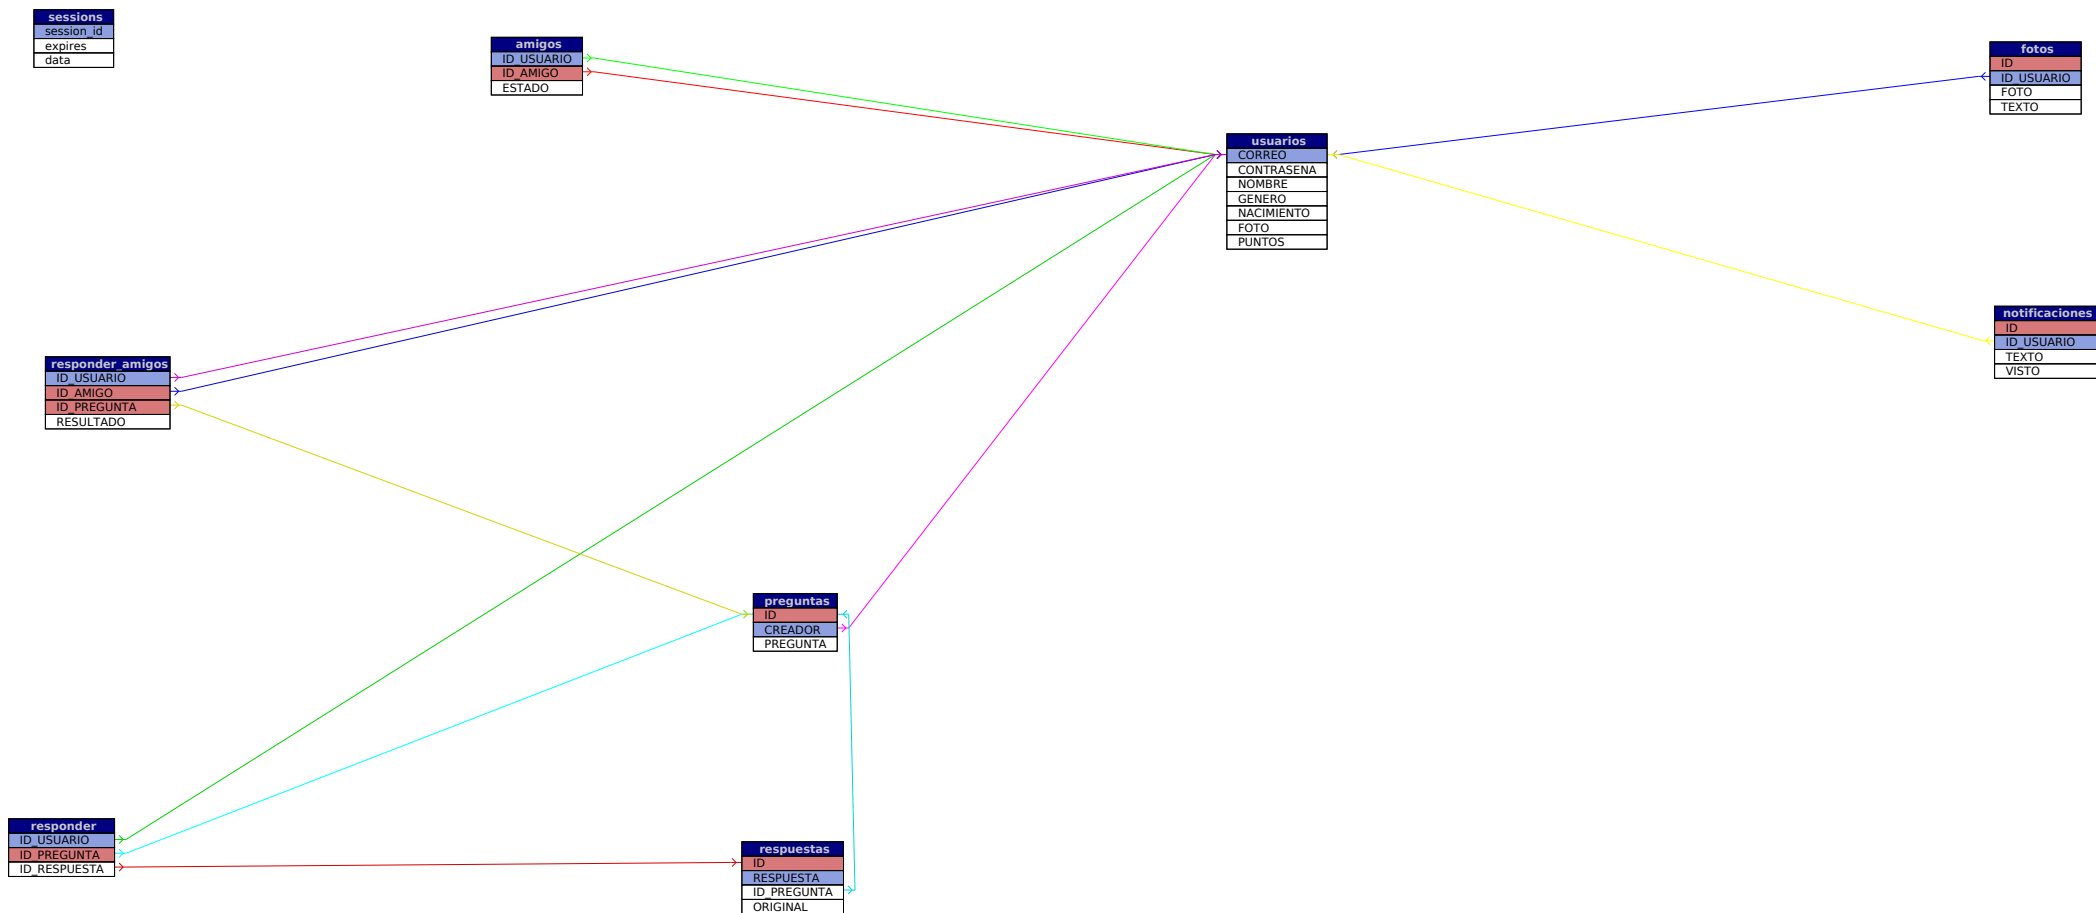 sessions
session_id
expires
data
amigos
ID_USUARIO
ID_AMIGO
ESTADO
fotos
ID
ID_USUARIO
FOTO
TEXTO
usuarios
CORREO
CONTRASENA
NOMBRE
GENERO
NACIMIENTO
FOTO
PUNTOS
notificaciones
ID
ID_USUARIO
TEXTO
VISTO
responder_amigos
ID_USUARIO
ID_AMIGO
ID_PREGUNTA
RESULTADO
preguntas
ID
CREADOR
PREGUNTA
responder
ID_USUARIO
ID_PREGUNTA
ID_RESPUESTA
respuestas
ID
RESPUESTA
ID_PREGUNTA
ORIGINAL